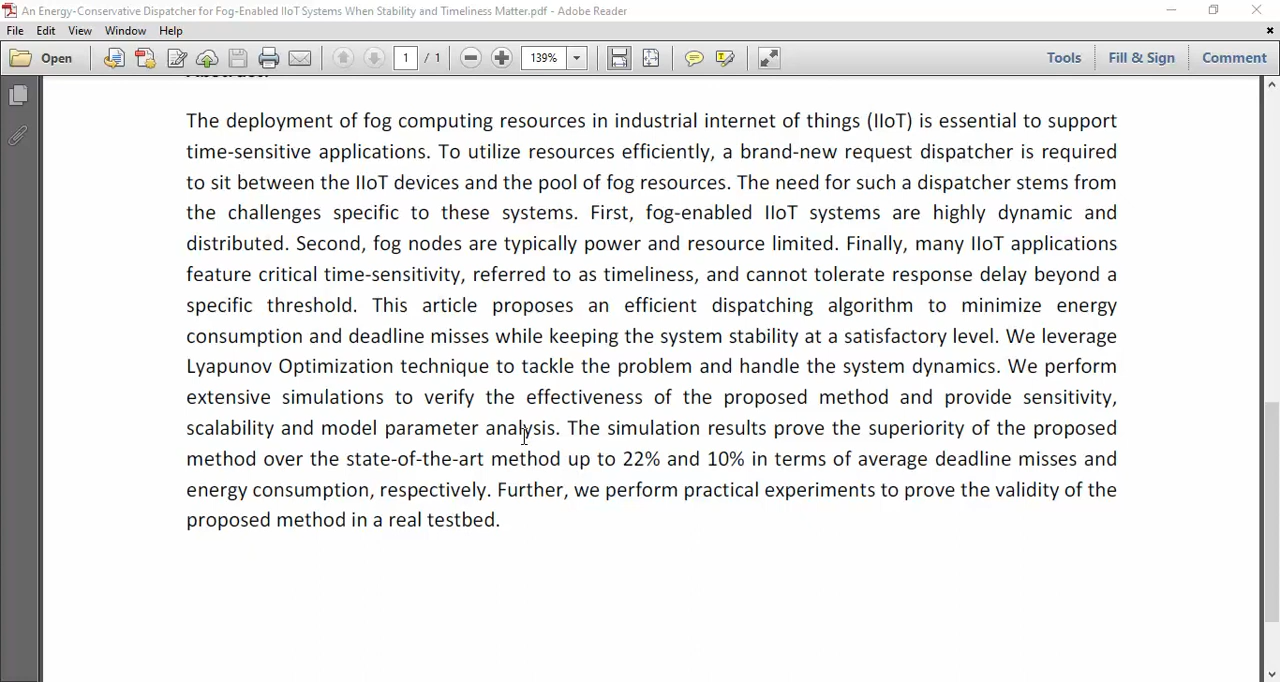 An Energy-Conservative Dispatcher for Fog-Enabled IIoT Systems When Stability and Timeliness Matter.pdf - Adobe Reader
File Edit View Window Help
Open 1 / 1 139% Tools Fill & Sign Comment
The deployment of fog computing resources in industrial internet of things (IIoT) is essential to support
time-sensitive applications. To utilize resources efficiently, a brand-new request dispatcher is required
to sit between the IIoT devices and the pool of fog resources. The need for such a dispatcher stems from
the challenges specific to these systems. First, fog-enabled IIoT systems are highly dynamic and
distributed. Second, fog nodes are typically power and resource limited. Finally, many IIoT applications
feature critical time-sensitivity, referred to as timeliness, and cannot tolerate response delay beyond a
specific threshold. This article proposes an efficient dispatching algorithm to minimize energy
consumption and deadline misses while keeping the system stability at a satisfactory level. We leverage
Lyapunov Optimization technique to tackle the problem and handle the system dynamics. We perform
extensive simulations to verify the effectiveness of the proposed method and provide sensitivity,
scalability and model parameter analysis. The simulation results prove the superiority of the proposed
method over the state-of-the-art method up to 22% and 10% in terms of average deadline misses and
energy consumption, respectively. Further, we perform practical experiments to prove the validity of the
proposed method in a real testbed.